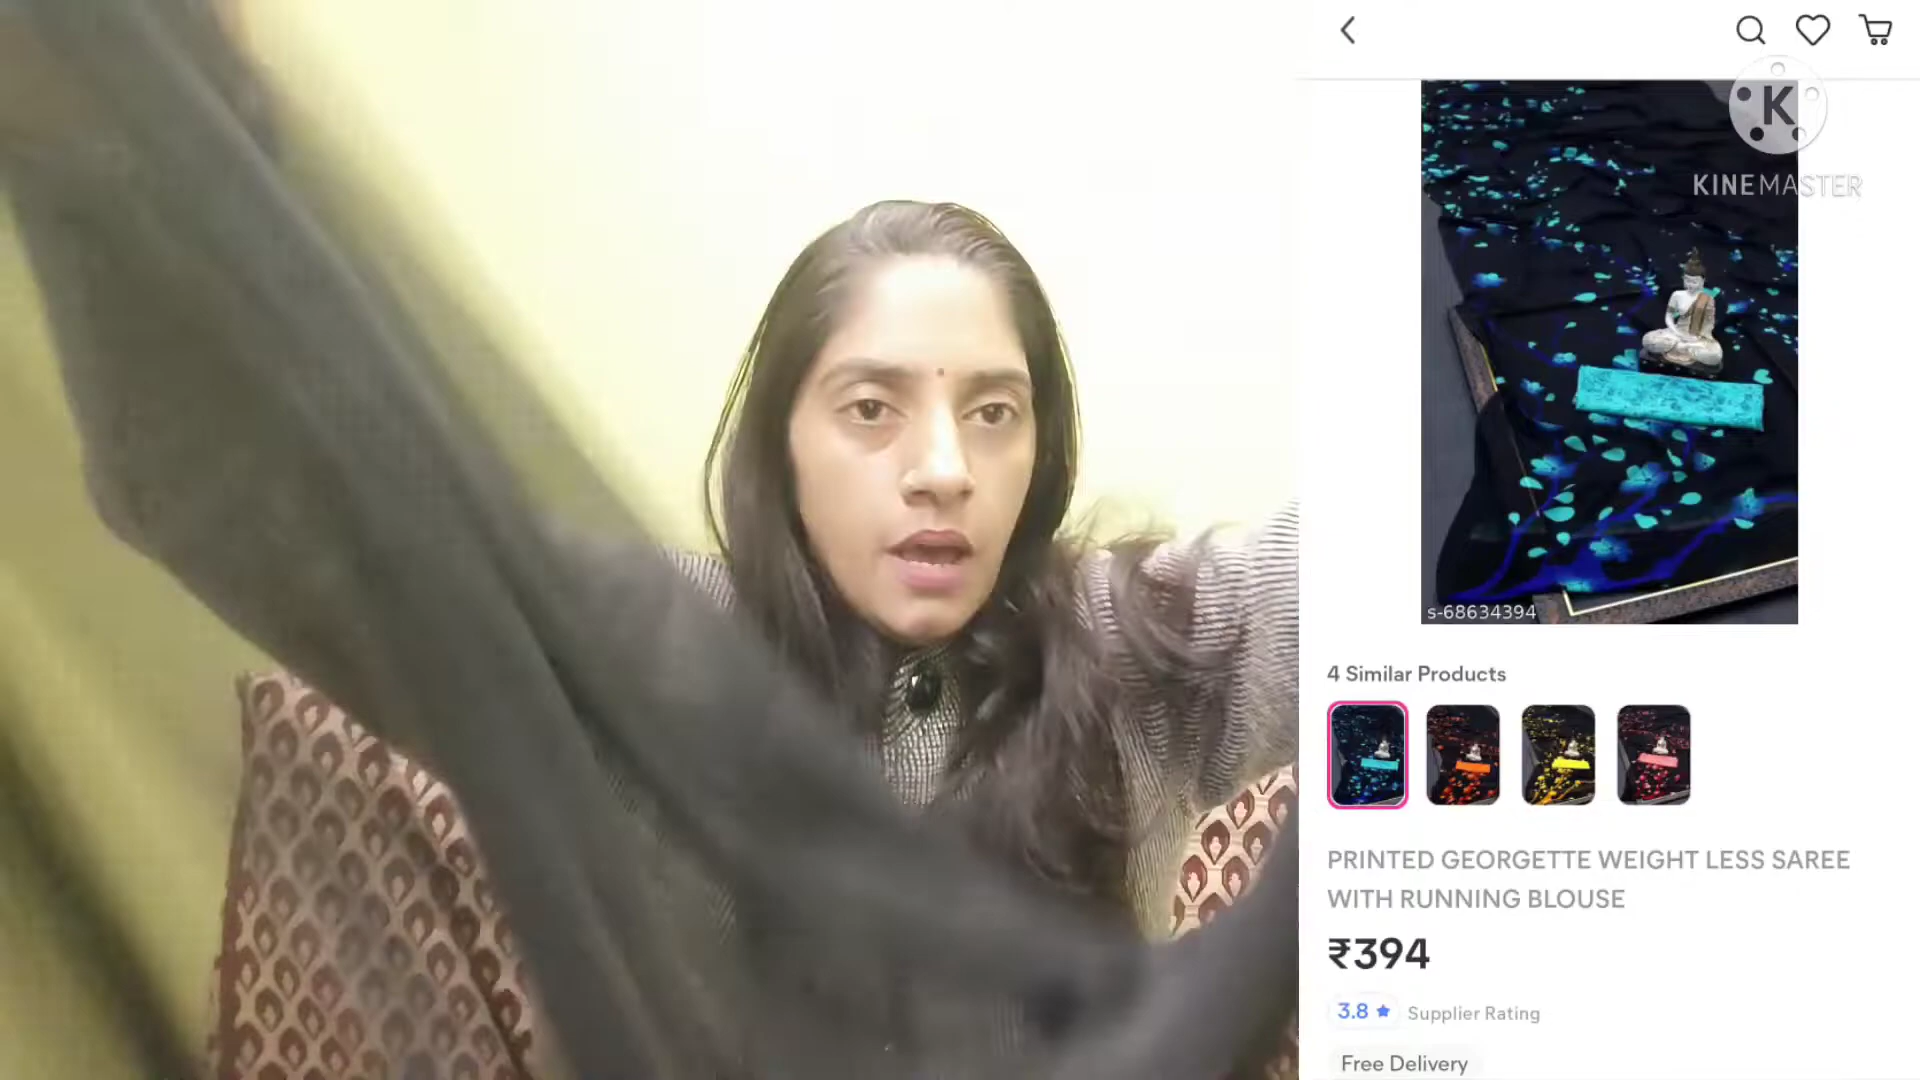 K
KINEMASTER
s-68634394
4 Similar Products
PRINTED GEORGETTE WEIGHT LESS SAREE
WITH RUNNING BLOUSE
₹394
3.8 ★ Supplier Rating
Free Delivery